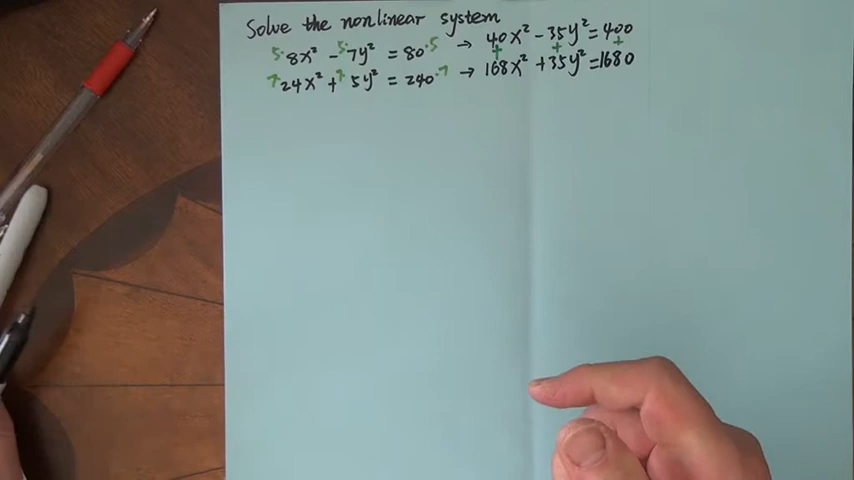 Solve the nonlinear system
5· 8x² - 5· 7y² = 80 ·5 → 40x² - 35y² = 400
+ + +
7· 24x² + 7· 5y² = 240 ·7 → 168x² + 35y² = 1680